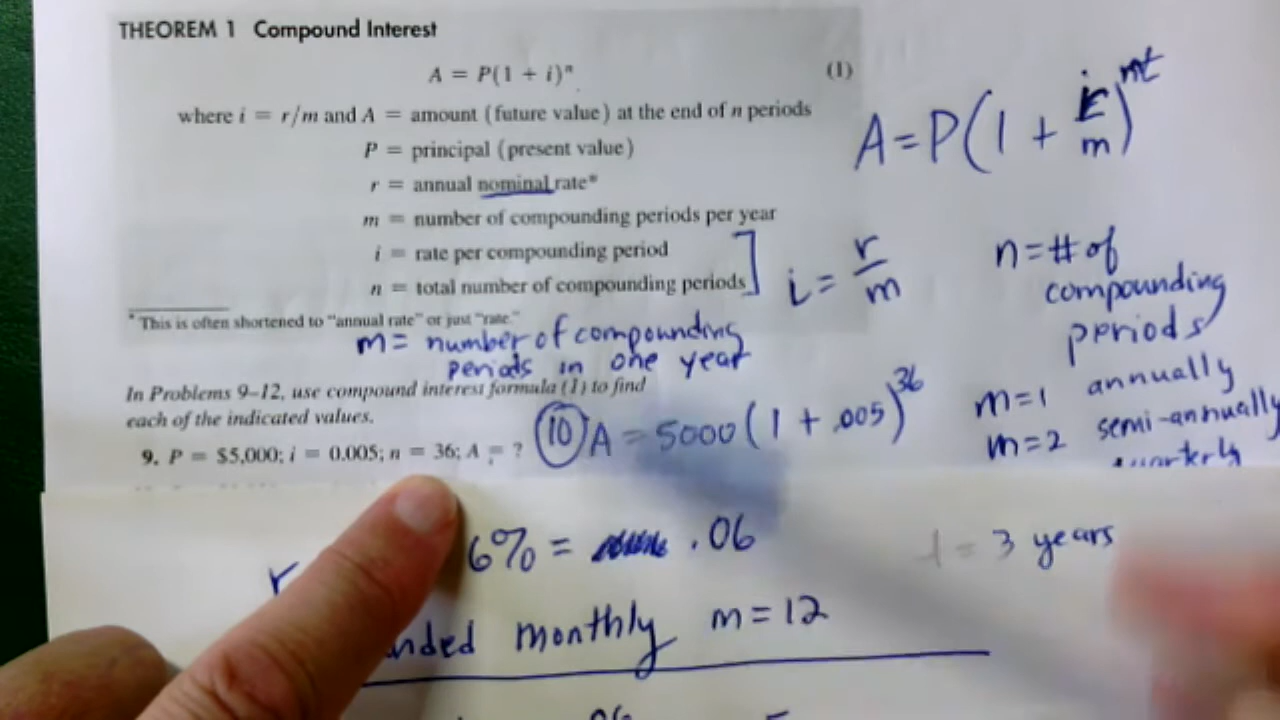 THEOREM 1 Compound Interest
A = P(1 + i)ⁿ (1)
where i = r/m and A = amount (future value) at the end of n periods
P = principal (present value)
r = annual nominal rate*
m = number of compounding periods per year
i = rate per compounding period
n = total number of compounding periods
* This is often shortened to "annual rate" or just "rate."
m = number of compounding
periods in one year
In Problems 9–12, use compound interest formula (1) to find
each of the indicated values.
9. P = $5,000; i = 0.005; n = 36; A = ?
A = P(1 + r/m)^mt
i = r/m
n = # of
compounding
periods
m=1 annually
m=2 semi-annually
quarterly
(10) A = 5000(1 + .005)^36
r 6% = .06
= 3 years
nded monthly m=12